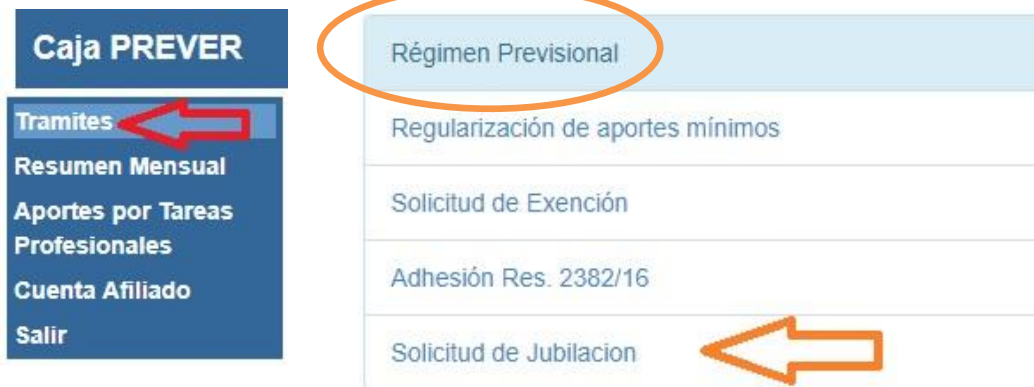 Caja PREVER
Tramites
Resumen Mensual
Aportes por Tareas
Profesionales
Cuenta Afiliado
Salir
Régimen Previsional
Regularización de aportes mínimos
Solicitud de Exención
Adhesión Res. 2382/16
Solicitud de Jubilacion